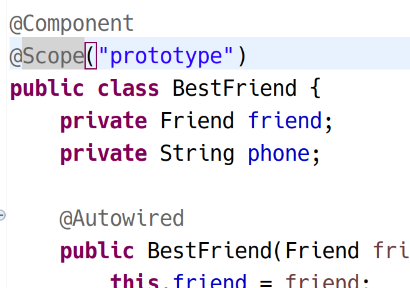 @Component
@Scope("prototype")
public class BestFriend {
private Friend friend;
private String phone;
@Autowired
public BestFriend(Friend fri
this.friend = friend;